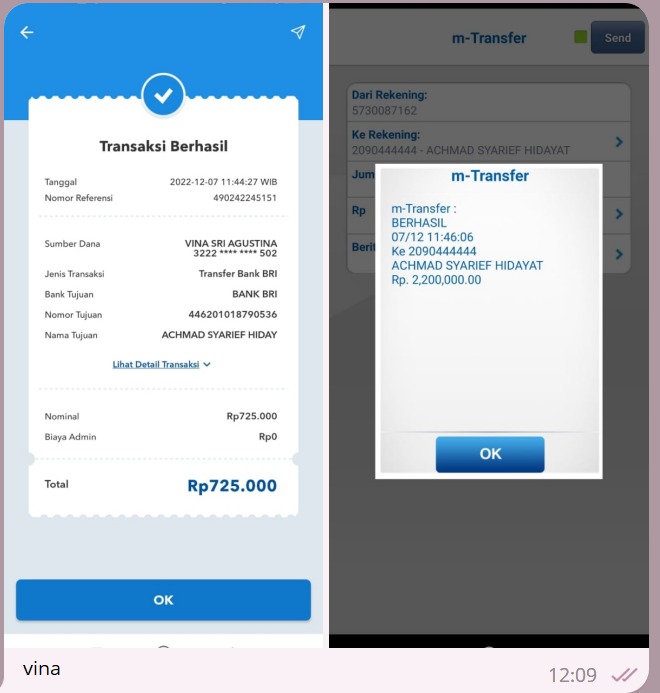 Transaksi Berhasil
Tanggal 2022-12-07 11:44:27 WIB
Nomor Referensi 490242245151
Sumber Dana VINA SRI AGUSTINA
3222 **** **** 502
Jenis Transaksi Transfer Bank BRI
Bank Tujuan BANK BRI
Nomor Tujuan 446201018790536
Nama Tujuan ACHMAD SYARIEF HIDAY
Lihat Detail Transaksi
Nominal Rp725.000
Biaya Admin Rp0
Total Rp725.000
OK
m-Transfer Send
Dari Rekening:
5730087162
Ke Rekening:
2090444444 - ACHMAD SYARIEF HIDAYAT
Jum
Rp
Berit
m-Transfer
m-Transfer :
BERHASIL
07/12 11:46:06
Ke 2090444444
ACHMAD SYARIEF HIDAYAT
Rp. 2,200,000.00
OK
vina
12:09